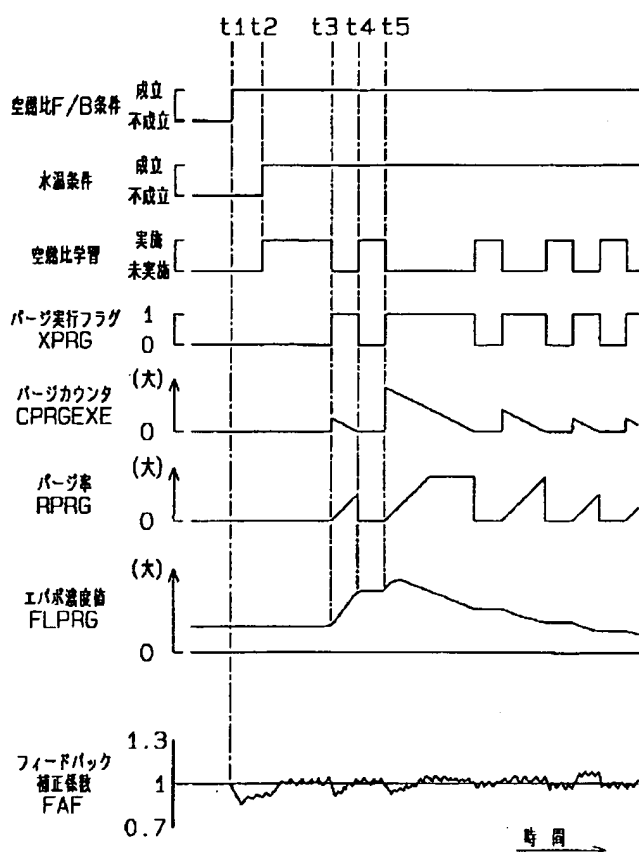 t1 t2 t3 t4 t5
空燃比F/B条件
成立
不成立
水温条件
成立
不成立
空燃比学習
実施
未実施
パージ実行フラグ
XPRG
1
0
パージカウンタ
CPRGEXE
(大)
0
パージ率
RPRG
(大)
0
エバポ濃度値
FLPRG
(大)
0
フィードバック
補正係数
FAF
1.3
1
0.7
時間